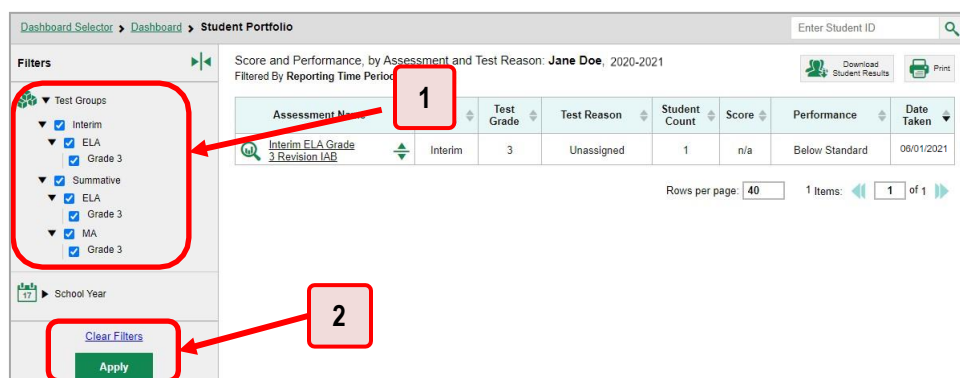 Dashboard Selector > Dashboard > Student Portfolio
Enter Student ID
Filters
Test Groups
Interim
ELA
Grade 3
Summative
ELA
Grade 3
MA
Grade 3
17 School Year
Clear Filters
Apply
Score and Performance, by Assessment and Test Reason: Jane Doe, 2020-2021
Filtered By Reporting Time
Download
Student Results
Print
1
Assessment Test
Grade Test Reason Student
Count Score Performance Date
Taken
Interim ELA Grade
3 Revision IAB Interim 3 Unassigned 1 n/a Below Standard 06/01/2021
Rows per page: 40 1 Items: 1 of 1
2